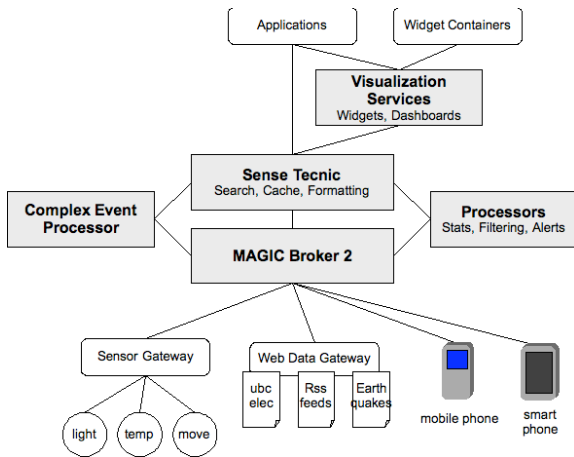 Applications
Widget Containers
Visualization
Services
Widgets, Dashboards
Sense Tecnic
Search, Cache, Formatting
Complex Event
Processor
Processors
Stats, Filtering, Alerts
MAGIC Broker 2
Sensor Gateway
Web Data Gateway
ubc
elec
Rss
feeds
Earth
quakes
light
temp
move
mobile phone
smart
phone